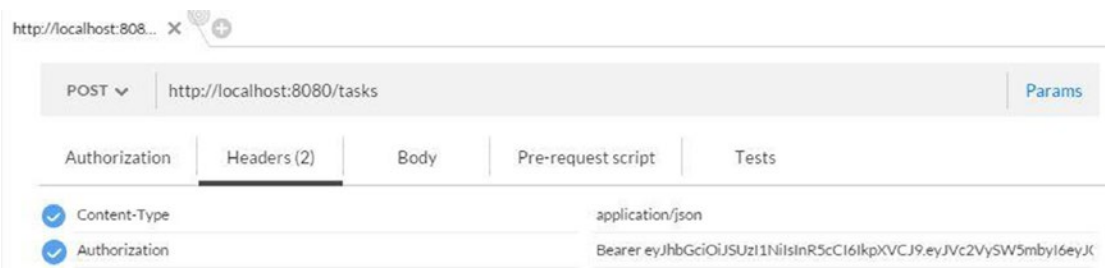 http://localhost:808...
POST http://localhost:8080/tasks Params
Authorization Headers (2) Body Pre-request script Tests
Content-Type application/json
Authorization Bearer eyJhbGciOiJSUzI1NiIsInR5cCI6IkpXVCJ9.eyJVc2VySW5mbyI6eyJ